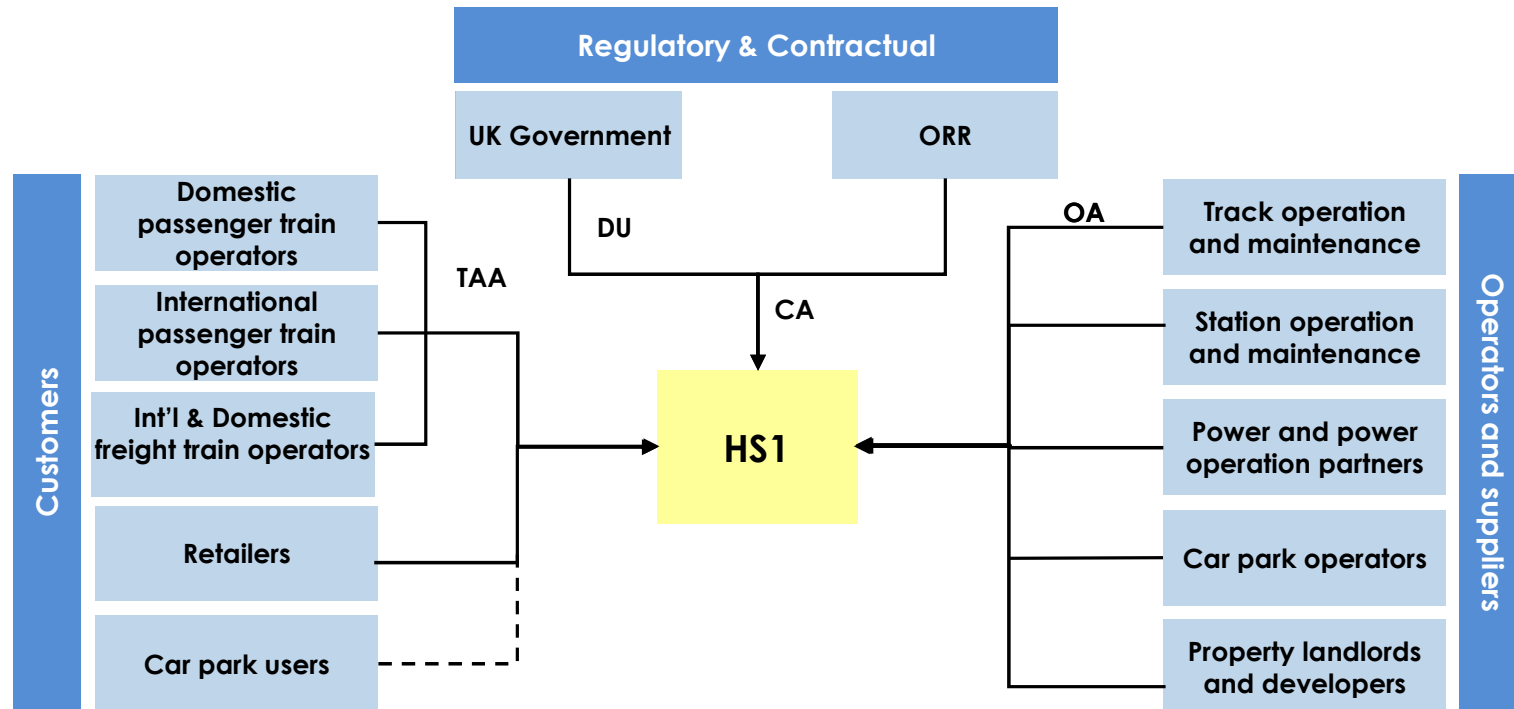 Regulatory & Contractual
UK Government
ORR
DU
CA
Customers
Domestic
passenger train
operators
International
passenger train
operators
Int’l & Domestic
freight train operators
Retailers
Car park users
TAA
HS1
OA
Track operation
and maintenance
Station operation
and maintenance
Power and power
operation partners
Car park operators
Property landlords
and developers
Operators and suppliers